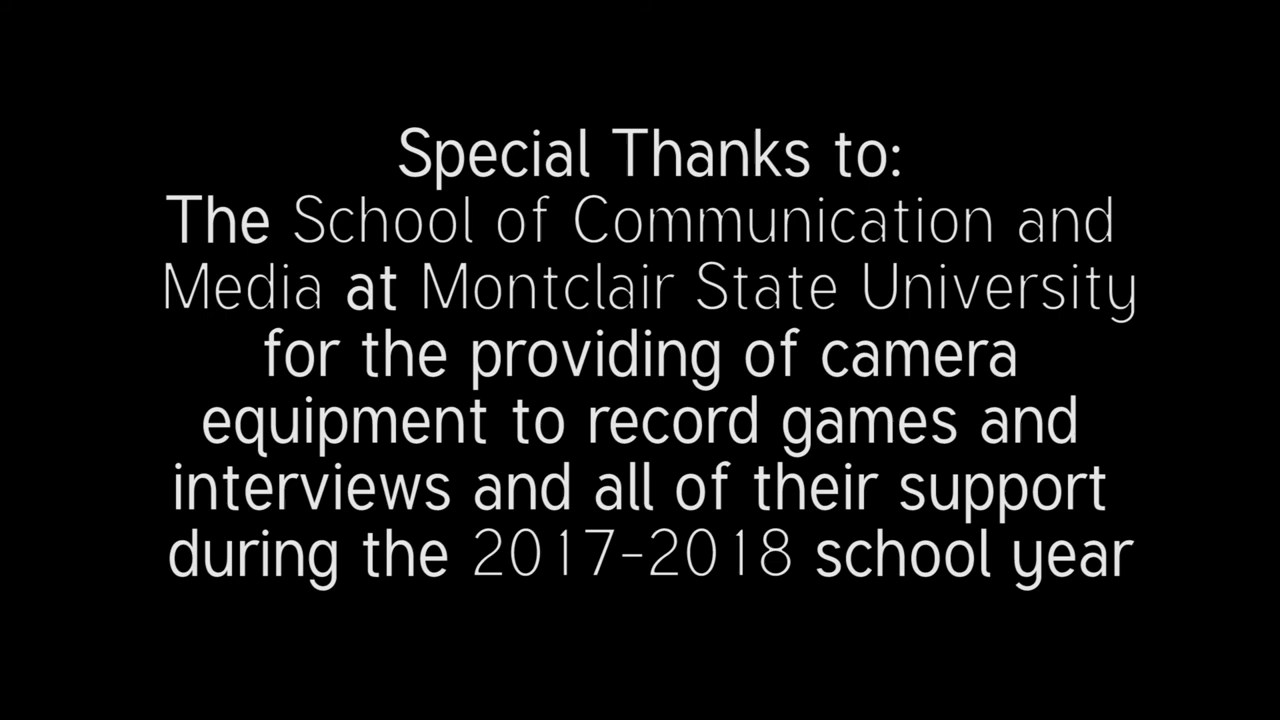 Special Thanks to:
The School of Communication and
Media at Montclair State University
for the providing of camera
equipment to record games and
interviews and all of their support
during the 2017-2018 school year